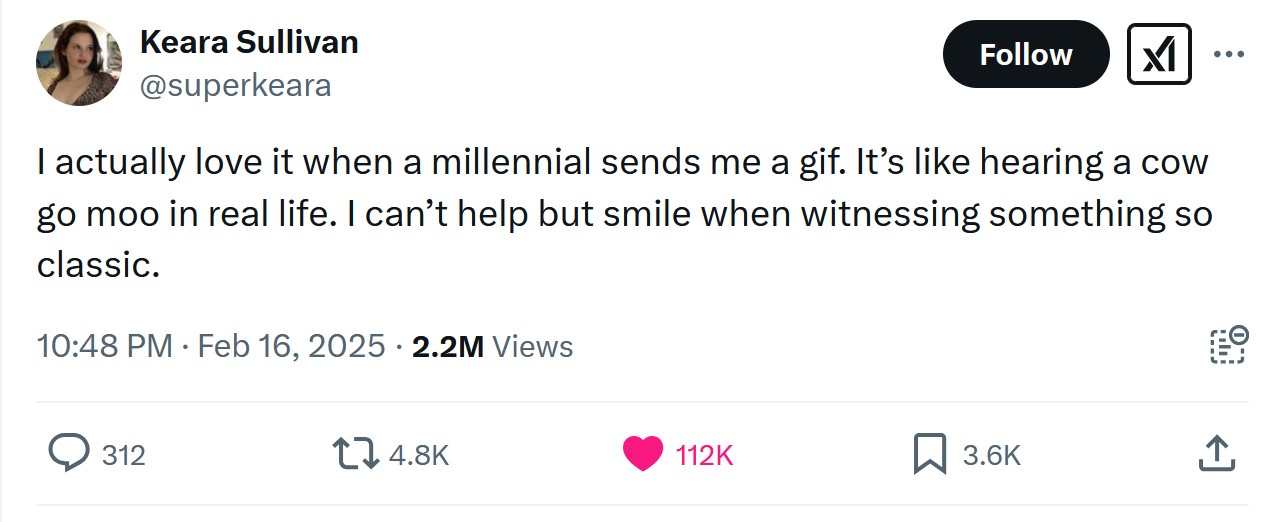 Keara Sullivan
@superkeara
Follow
I actually love it when a millennial sends me a gif. It’s like hearing a cow
go moo in real life. I can’t help but smile when witnessing something so
classic.
10:48 PM · Feb 16, 2025 · 2.2M Views
312 4.8K 112K 3.6K